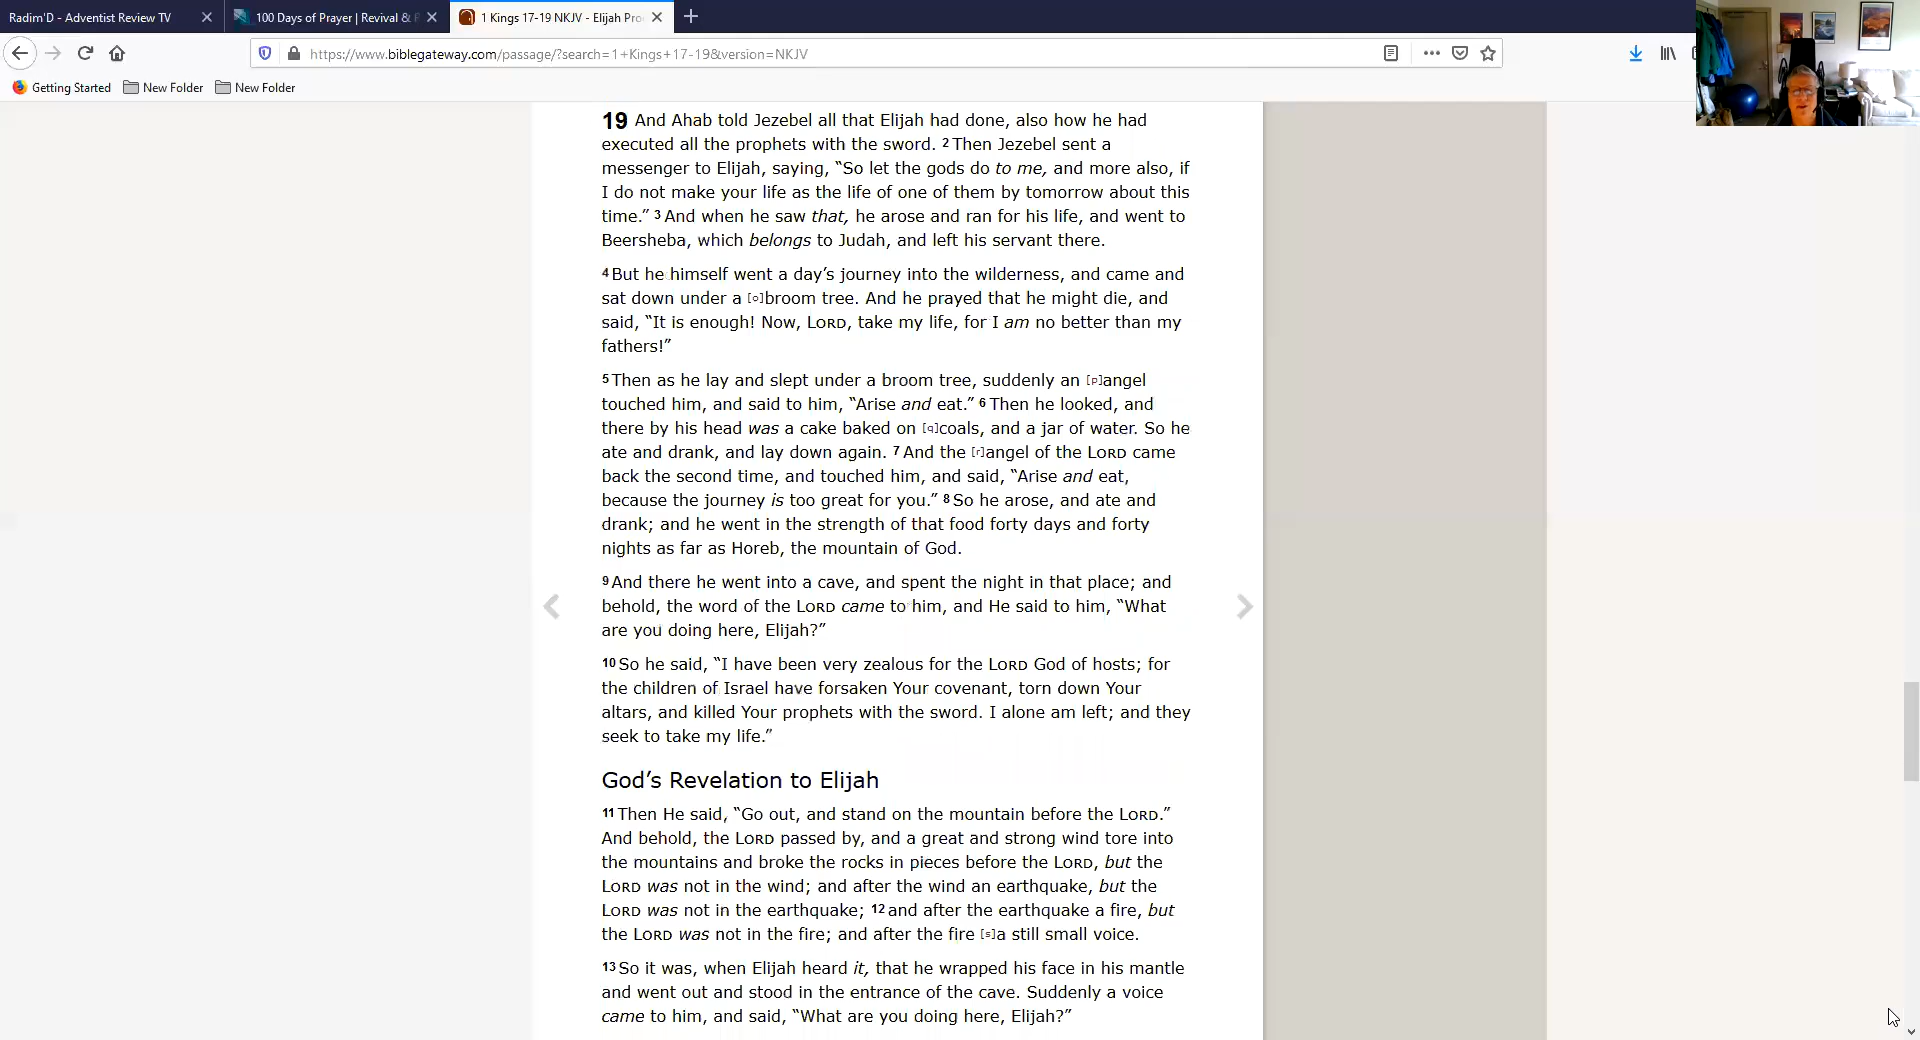 Radim'D - Adventist Review TV
100 Days of Prayer | Revival &
1 Kings 17-19 NKJV - Elijah Pro
https://www.biblegateway.com/passage/?search=1+Kings+17-19&version=NKJV
Getting Started New Folder New Folder
19 And Ahab told Jezebel all that Elijah had done, also how he had
executed all the prophets with the sword. 2 Then Jezebel sent a
messenger to Elijah, saying, “So let the gods do to me, and more also, if
I do not make your life as the life of one of them by tomorrow about this
time.” 3 And when he saw that, he arose and ran for his life, and went to
Beersheba, which belongs to Judah, and left his servant there.
4 But he himself went a day’s journey into the wilderness, and came and
sat down under a [o]broom tree. And he prayed that he might die, and
said, “It is enough! Now, LORD, take my life, for I am no better than my
fathers!”
5 Then as he lay and slept under a broom tree, suddenly an [p]angel
touched him, and said to him, “Arise and eat.” 6 Then he looked, and
there by his head was a cake baked on [q]coals, and a jar of water. So he
ate and drank, and lay down again. 7 And the [r]angel of the LORD came
back the second time, and touched him, and said, “Arise and eat,
because the journey is too great for you.” 8 So he arose, and ate and
drank; and he went in the strength of that food forty days and forty
nights as far as Horeb, the mountain of God.
9 And there he went into a cave, and spent the night in that place; and
behold, the word of the LORD came to him, and He said to him, “What
are you doing here, Elijah?”
10 So he said, “I have been very zealous for the LORD God of hosts; for
the children of Israel have forsaken Your covenant, torn down Your
altars, and killed Your prophets with the sword. I alone am left; and they
seek to take my life.”
God’s Revelation to Elijah
11 Then He said, “Go out, and stand on the mountain before the LORD.”
And behold, the LORD passed by, and a great and strong wind tore into
the mountains and broke the rocks in pieces before the LORD, but the
LORD was not in the wind; and after the wind an earthquake, but the
LORD was not in the earthquake; 12 and after the earthquake a fire, but
the LORD was not in the fire; and after the fire [s]a still small voice.
13 So it was, when Elijah heard it, that he wrapped his face in his mantle
and went out and stood in the entrance of the cave. Suddenly a voice
came to him, and said, “What are you doing here, Elijah?”